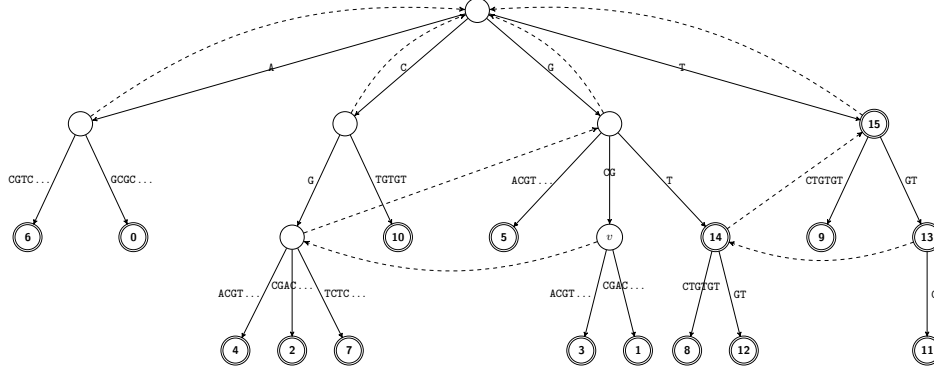 A C G T
15
CGTC... GCGC... G TGTGT ACGT... CG T CTGTGT GT
6 0 10 5 v 14 9 13
ACGT... CGAC... TCTC... ACGT... CGAC... CTGTGT GT
4 2 7 3 1 8 12 11